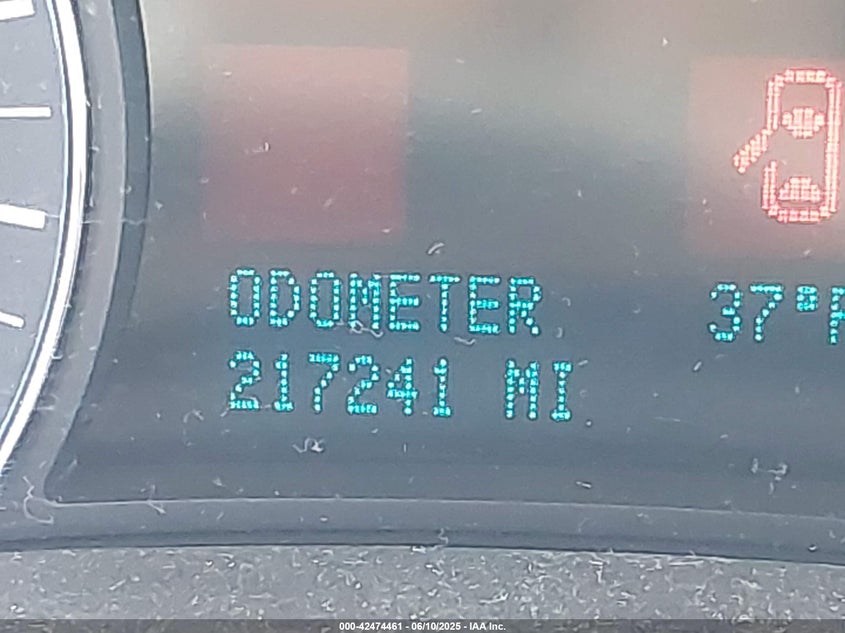 ODOMETER
37°F
217241 MI
000-42474461 - 06/10/2025 - IAA Inc.